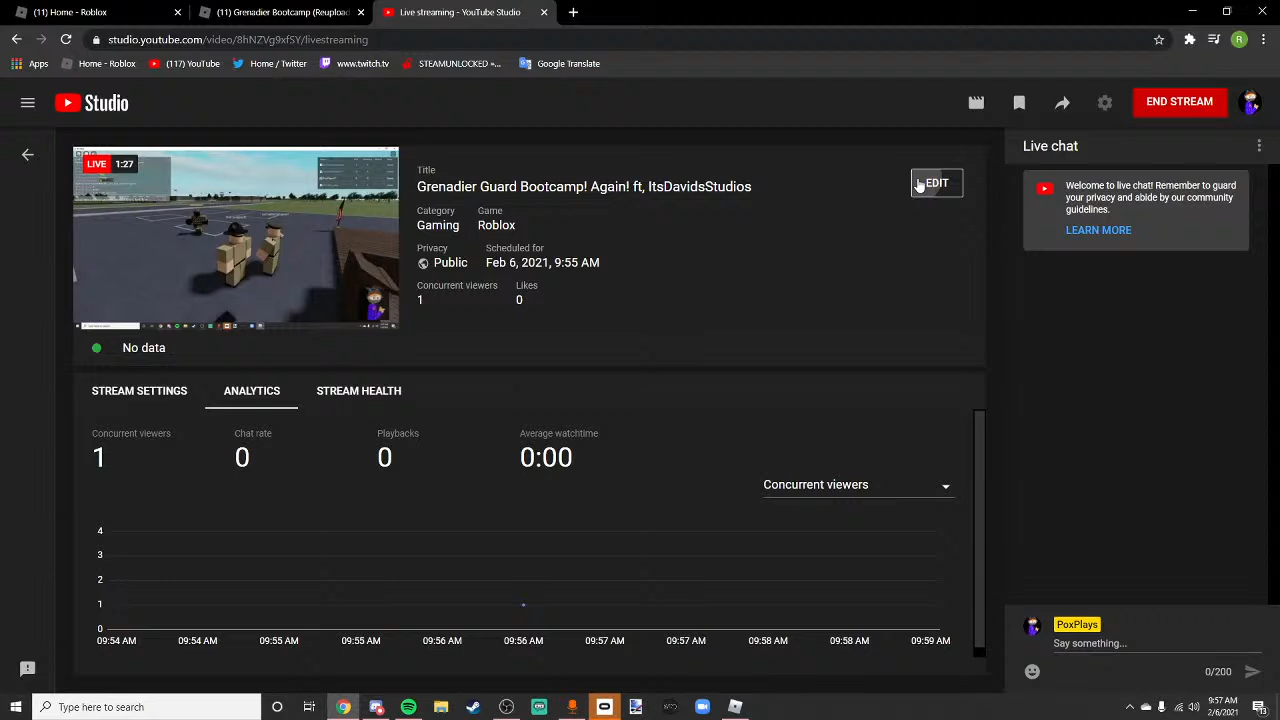 (11) Home - Roblox
(11) Grenadier Bootcamp (Reupload
Live streaming - YouTube Studio
studio.youtube.com/video/8hNZVg9xfSY/livestreaming
R
Apps
Home - Roblox
(117) YouTube
Home / Twitter
www.twitch.tv
STEAMUNLOCKED =...
Google Translate
Studio
END STREAM
LIVE 1:27
Title
Grenadier Guard Bootcamp! Again! ft, ItsDavidsStudios
EDIT
Category
Game
Gaming
Roblox
Privacy
Scheduled for
Public
Feb 6, 2021, 9:55 AM
Concurrent viewers
Likes
1
0
No data
Live chat
Welcome to live chat! Remember to guard
your privacy and abide by our community
guidelines.
LEARN MORE
STREAM SETTINGS
ANALYTICS
STREAM HEALTH
Concurrent viewers
Chat rate
Playbacks
Average watchtime
1
0
0
0:00
Concurrent viewers
4
3
2
1
0
09:54 AM 09:54 AM 09:55 AM 09:55 AM 09:56 AM 09:56 AM 09:57 AM 09:57 AM 09:58 AM 09:58 AM 09:59 AM
PoxPlays
Say something...
0/200
Type here to search
9:57 AM
2/6/2021